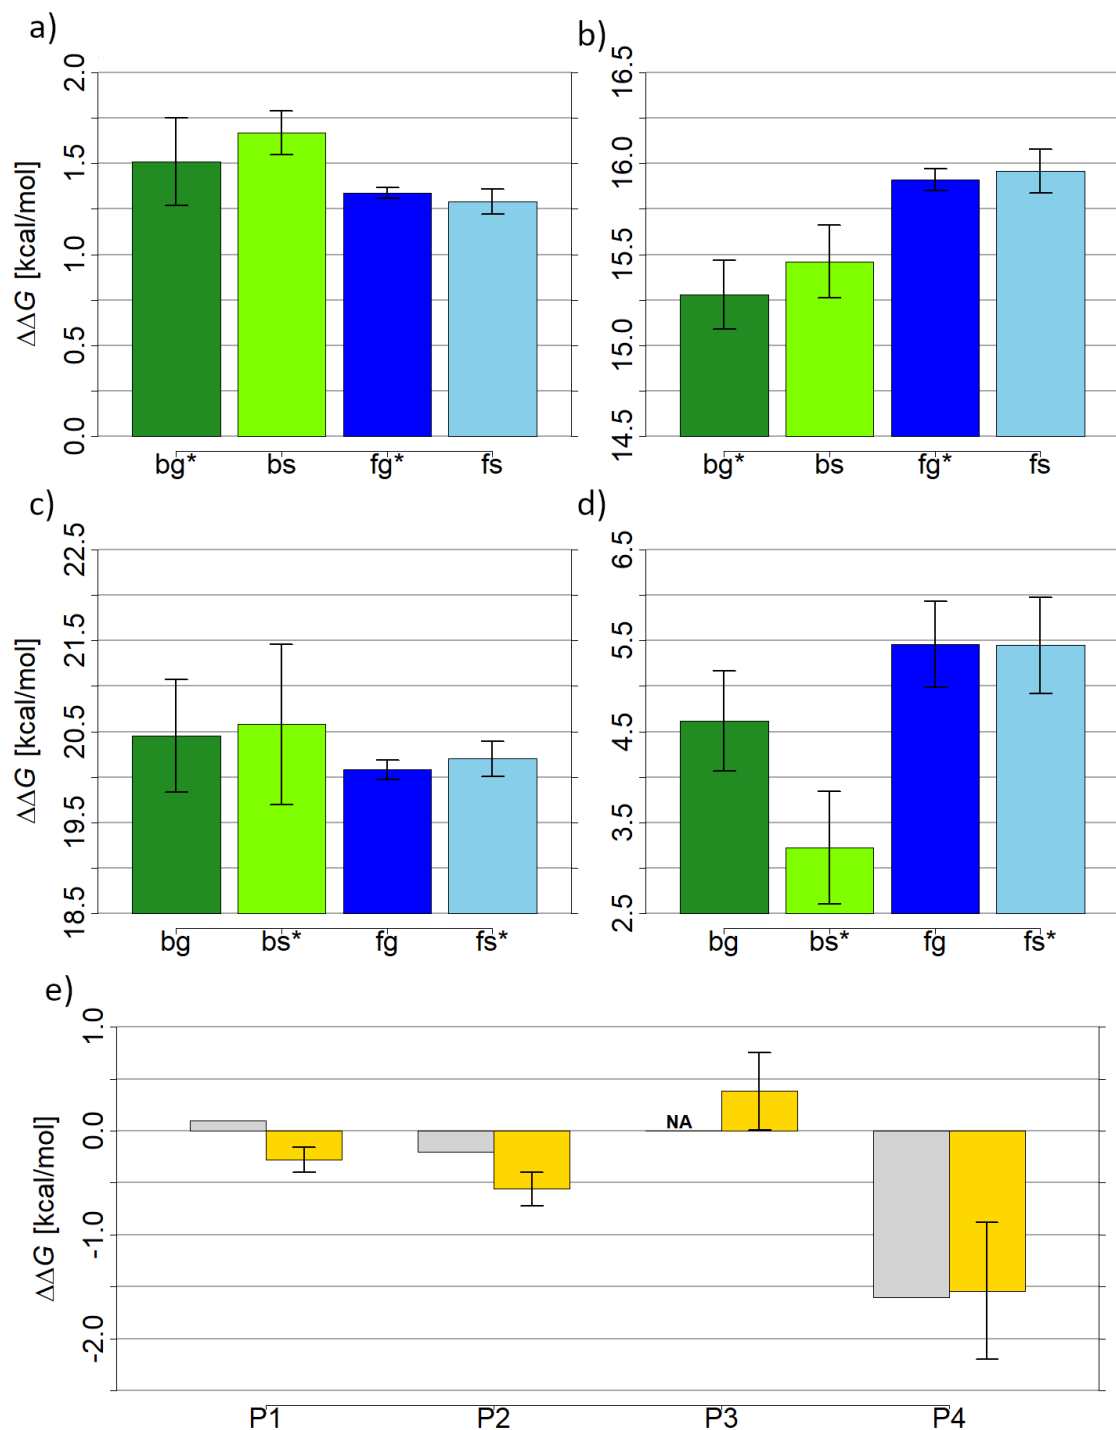 a)
ΔΔG [kcal/mol]
2.0
1.5
1.0
0.5
0.0
bg* bs fg* fs
b)
16.5
16.0
15.5
15.0
14.5
bg* bs fg* fs
c)
ΔΔG [kcal/mol]
22.5
21.5
20.5
19.5
18.5
bg bs* fg fs*
d)
6.5
5.5
4.5
3.5
2.5
bg bs* fg fs*
e)
ΔΔG [kcal/mol]
1.0
0.0
-1.0
-2.0
NA
P1 P2 P3 P4